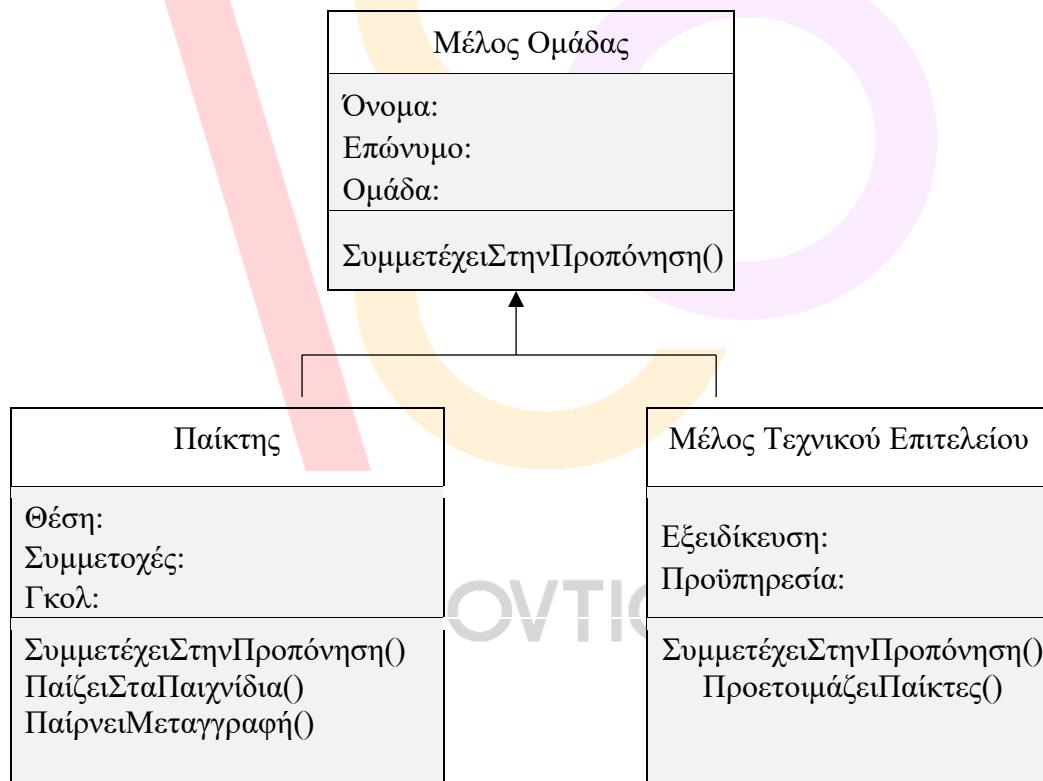 Μέλος Ομάδας
Όνομα:
Επώνυμο:
Ομάδα:
ΣυμμετέχειΣτηνΠροπόνηση()
Παίκτης
Θέση:
Συμμετοχές:
Γκολ:
ΣυμμετέχειΣτηνΠροπόνηση()
ΠαίζειΣταΠαιχνίδια()
ΠαίρνειΜεταγγραφή()
Μέλος Τεχνικού Επιτελείου
Εξειδίκευση:
Προϋπηρεσία:
ΣυμμετέχειΣτηνΠροπόνηση()
ΠροετοιμάζειΠαίκτες()